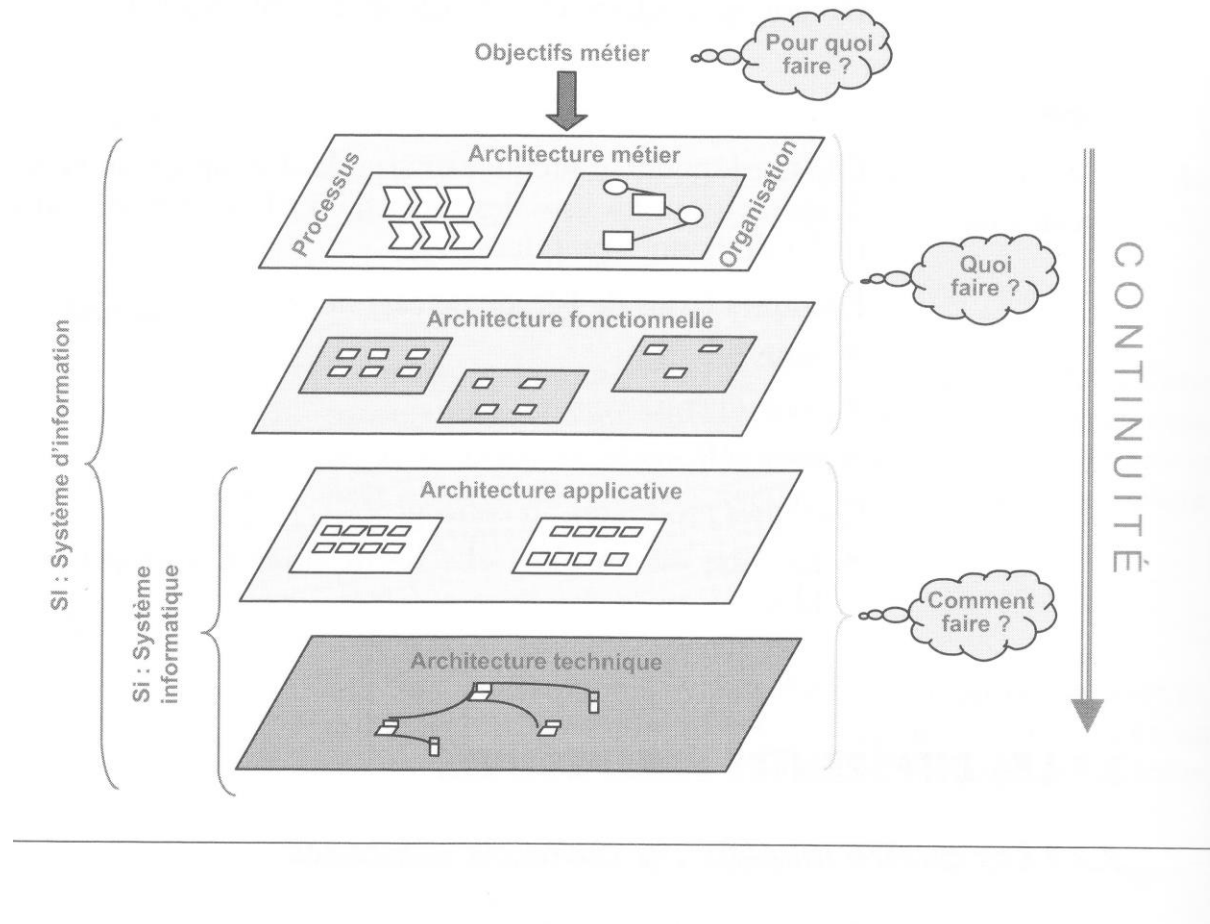 Objectifs métier
Pour quoi
faire ?
Architecture métier
Processus
Organisation
Quoi
faire ?
Architecture fonctionnelle
CONTINUITÉ
SI : Système d'information
Architecture applicative
SI : Système
informatique
Comment
faire ?
Architecture technique